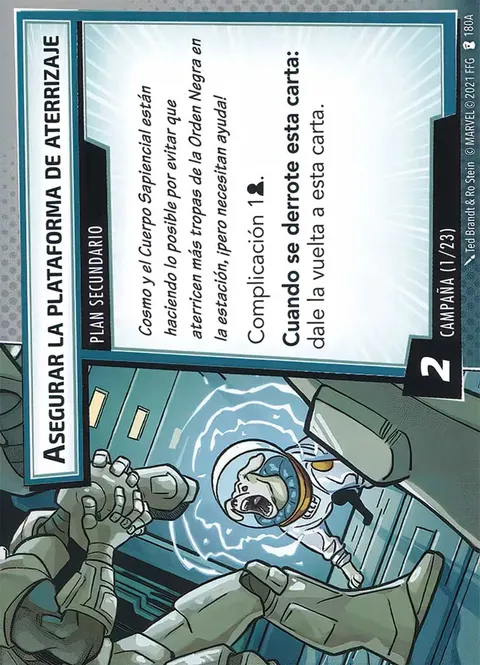 ASEGURAR LA PLATAFORMA DE ATERRIZAJE
PLAN SECUNDARIO
Cosmo y el Cuerpo Sapiencial están
haciendo lo posible por evitar que
aterricen más tropas de la Orden Negra en
la estación, ¡pero necesitan ayuda!
Complicación 1.
Cuando se derrote esta carta:
dale la vuelta a esta carta.
2
CAMPAÑA (1/23)
Ted Brandt & Ro Stein © MARVEL © 2021 FFG 180A